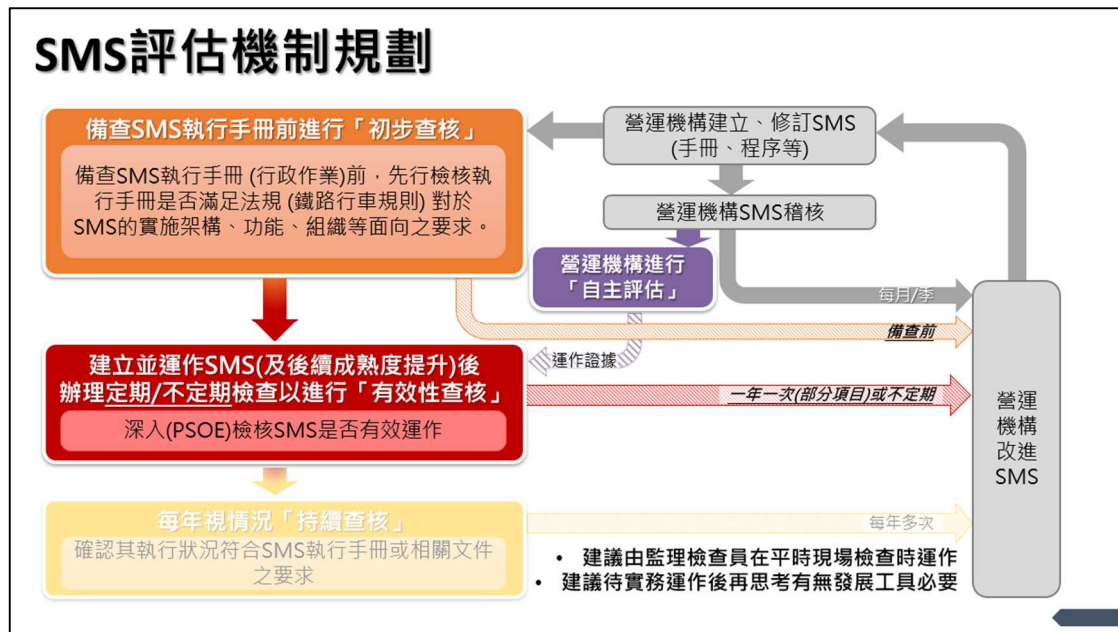 SMS評估機制規劃
備查SMS執行手冊前進行「初步查核」
備查SMS執行手冊 (行政作業)前，先行檢核執
行手冊是否滿足法規 (鐵路行車規則) 對於
SMS的實施架構、功能、組織等面向之要求。
營運機構建立、修訂SMS
(手冊、程序等)
營運機構SMS稽核
營運機構進行
「自主評估」
每月/季
備查前
運作證據
建立並運作SMS(及後續成熟度提升)後
辦理定期/不定期檢查以進行「有效性查核」
深入(PSOE)檢核SMS是否有效運作
一年一次(部分項目)或不定期
營運
機構
改進
SMS
每年視情況「持續查核」
確認其執行狀況符合SMS執行手冊或相關文件
之要求
每年多次
• 建議由監理檢查員在平時現場檢查時運作
• 建議待實務運作後再思考有無發展工具必要